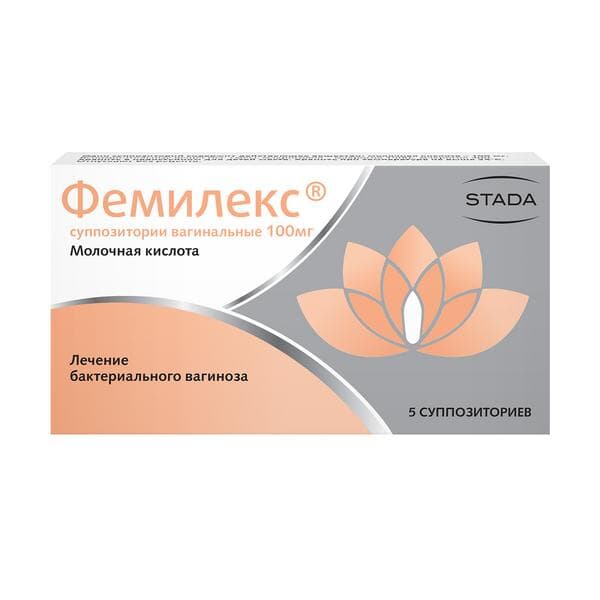 Фемилекс®
суппозитории вагинальные 100мг
Молочная кислота
STADA
Лечение
бактериального вагиноза
5 СУППОЗИТОРИЕВ